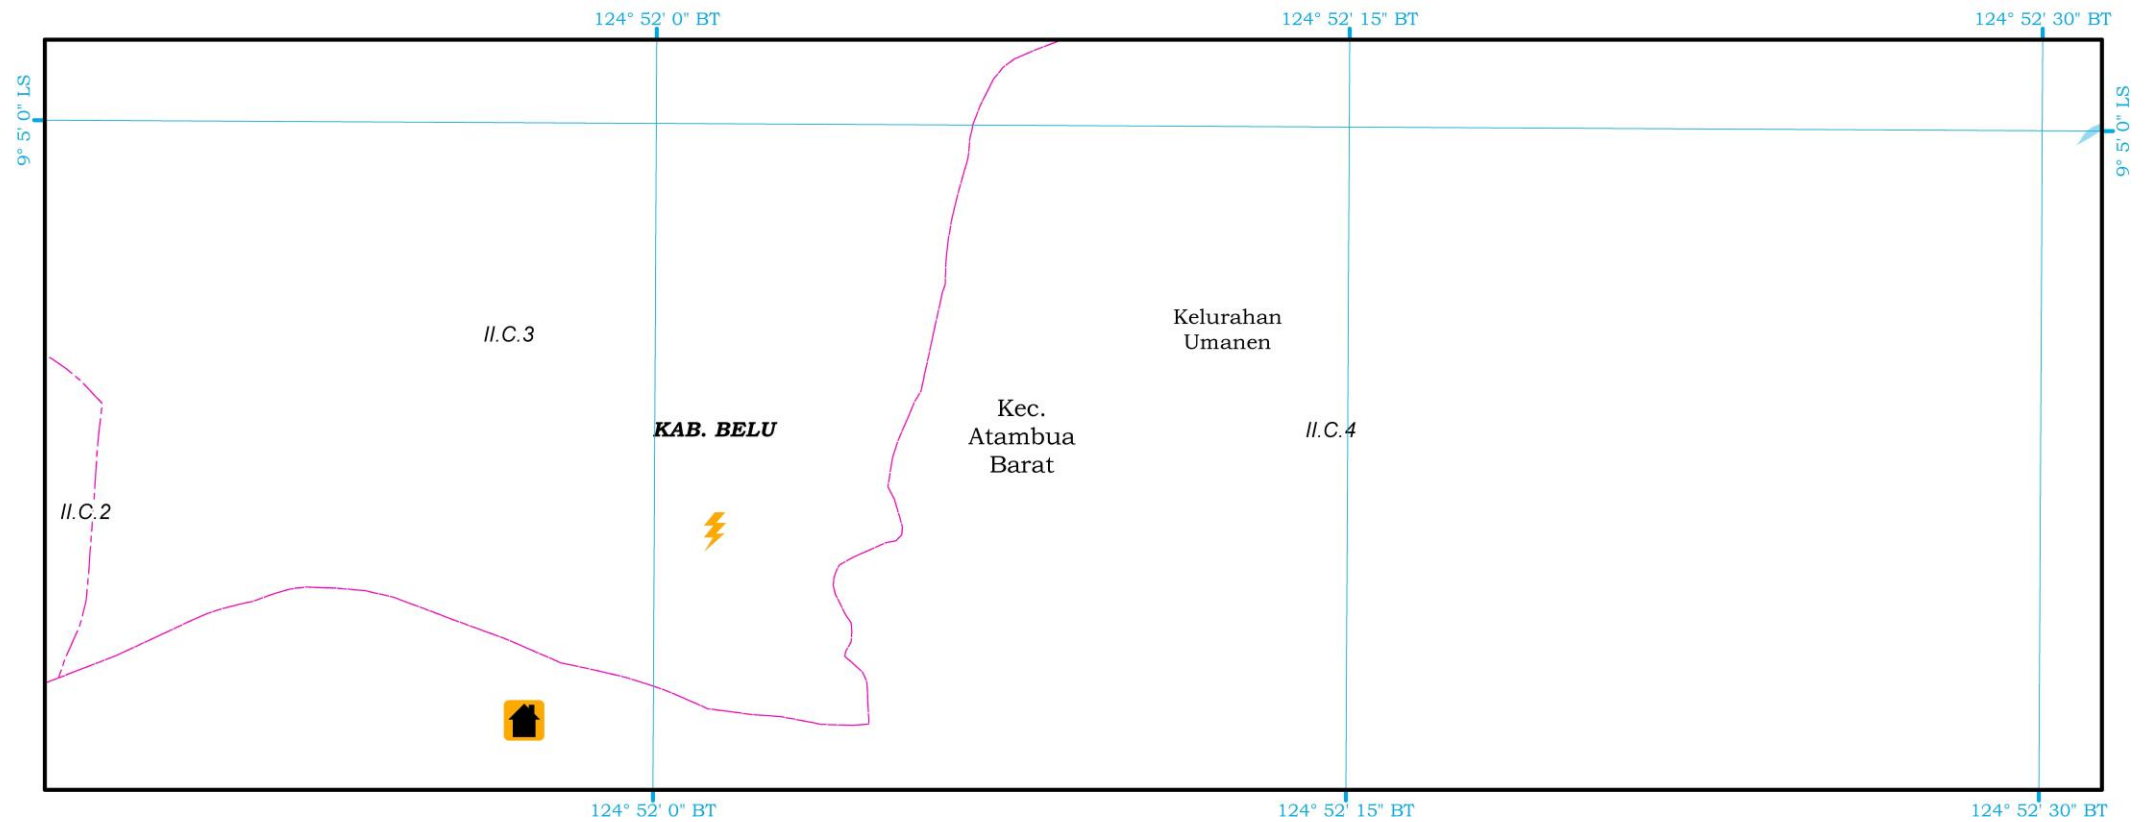 124° 52' 0" BT
124° 52' 15" BT
124° 52' 30" BT
9° 5' 0" LS
9° 5' 0" LS
Kelurahan
Umanen
II.C.3
Kec.
Atambua
Barat
KAB. BELU
II.C.4
II.C.2
124° 52' 0" BT
124° 52' 15" BT
124° 52' 30" BT